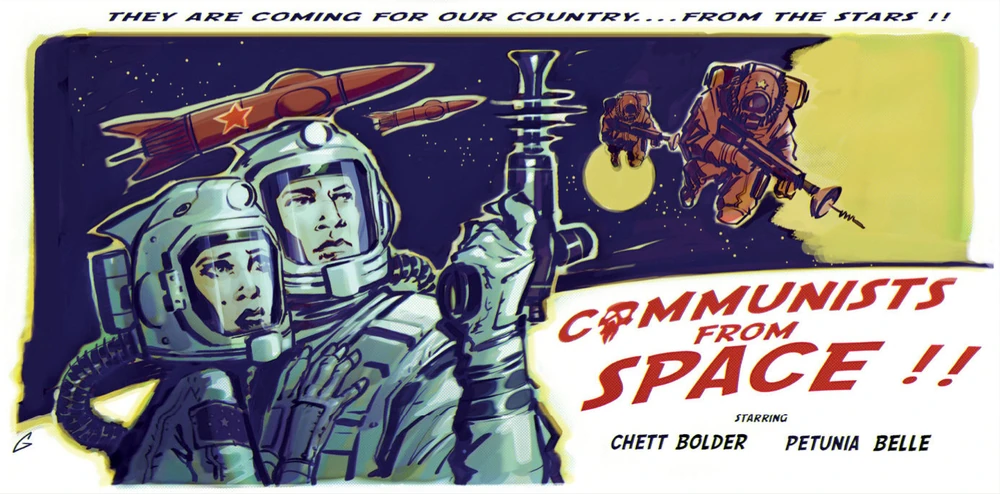 THEY ARE COMING FOR OUR COUNTRY....FROM THE STARS !!
COMMUNISTS
FROM
SPACE !!
STARRING
CHETT BOLDER PETUNIA BELLE
G